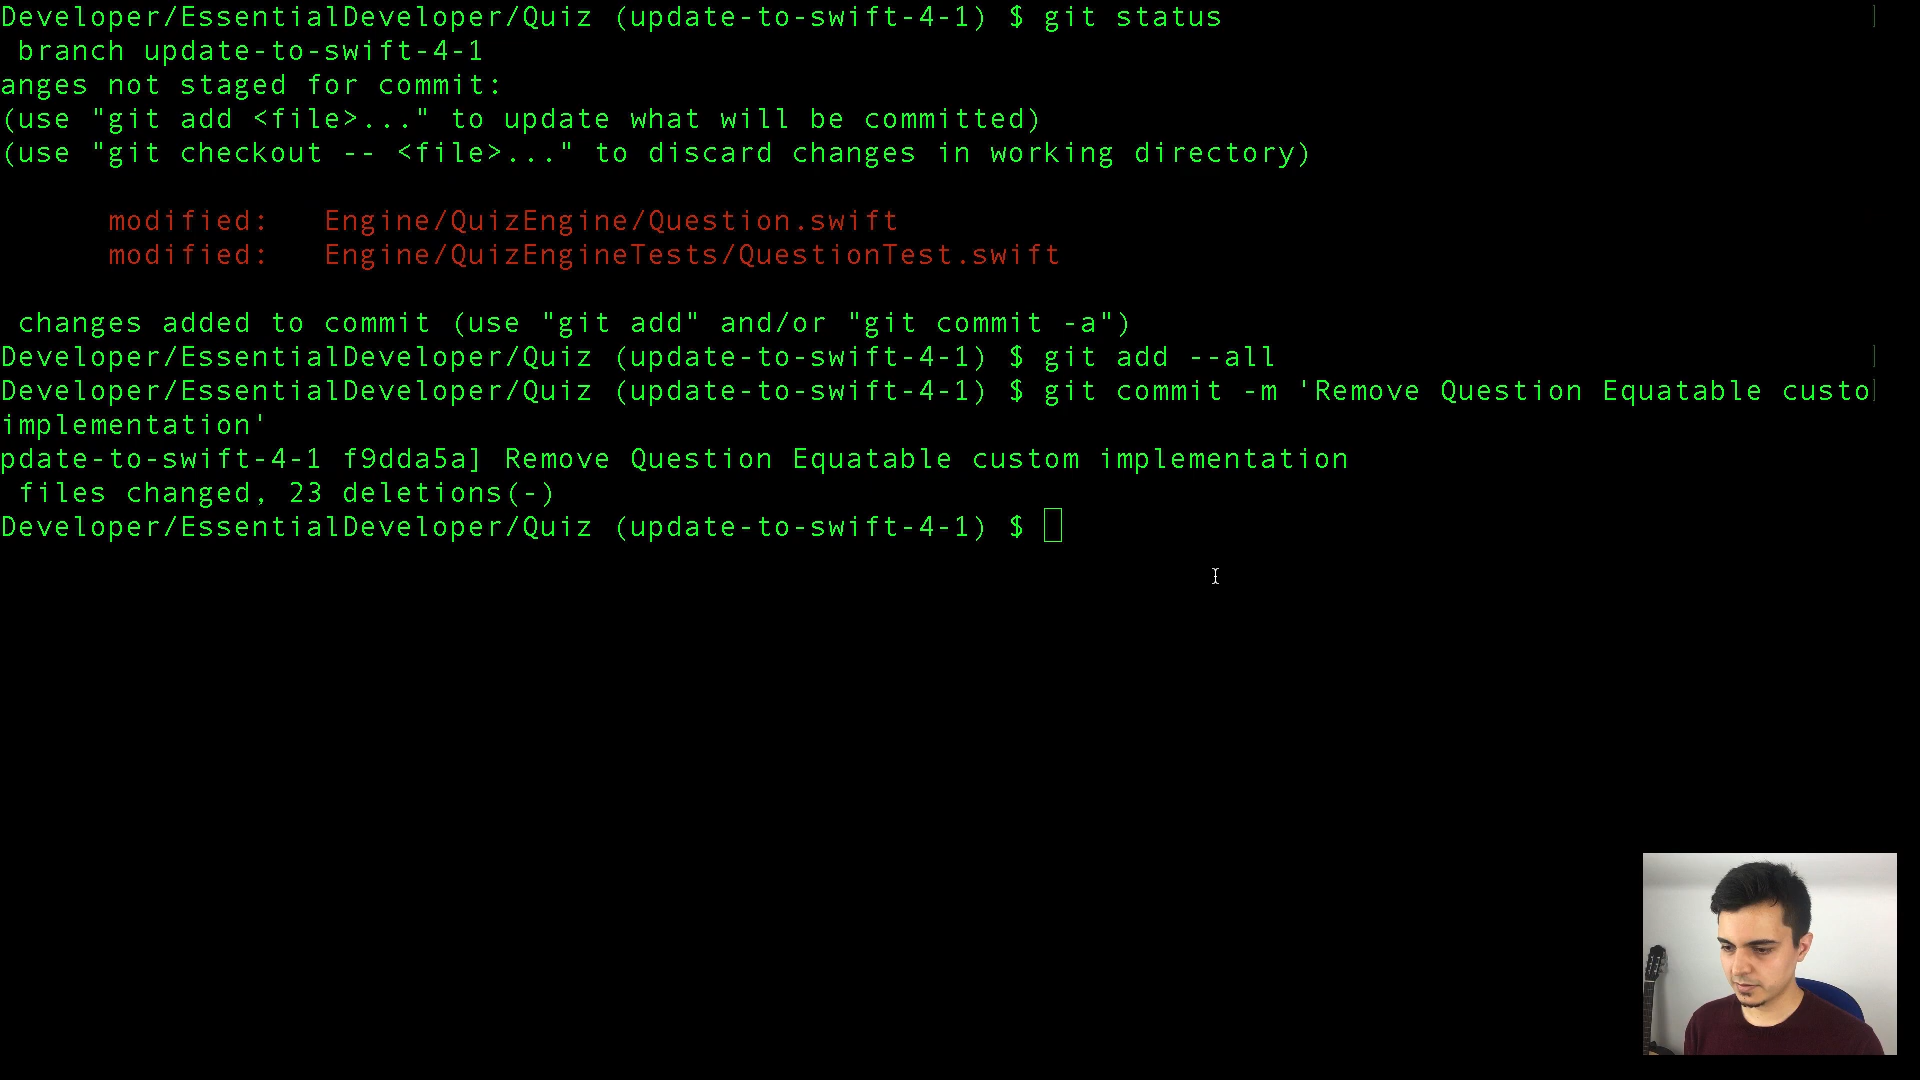 Developer/EssentialDeveloper/Quiz (update-to-swift-4-1) $ git status
branch update-to-swift-4-1
anges not staged for commit:
(use "git add <file>..." to update what will be committed)
(use "git checkout -- <file>..." to discard changes in working directory)
modified:   Engine/QuizEngine/Question.swift
modified:   Engine/QuizEngineTests/QuestionTest.swift
changes added to commit (use "git add" and/or "git commit -a")
Developer/EssentialDeveloper/Quiz (update-to-swift-4-1) $ git add --all
Developer/EssentialDeveloper/Quiz (update-to-swift-4-1) $ git commit -m 'Remove Question Equatable custo
implementation'
pdate-to-swift-4-1 f9dda5a] Remove Question Equatable custom implementation
files changed, 23 deletions(-)
Developer/EssentialDeveloper/Quiz (update-to-swift-4-1) $